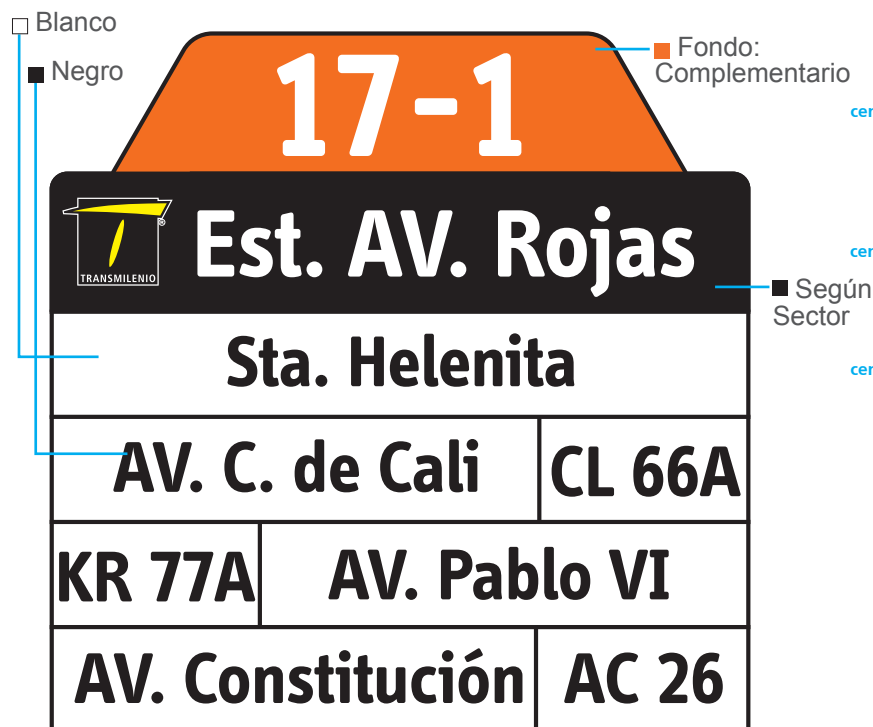 Blanco
Negro
17-1
Fondo:
Complementario
cer
TRANSMILENIO
®
Est. AV. Rojas
cer
Según
Sector
Sta. Helenita
cer
AV. C. de Cali
CL 66A
KR 77A
AV. Pablo VI
AV. Constitución
AC 26